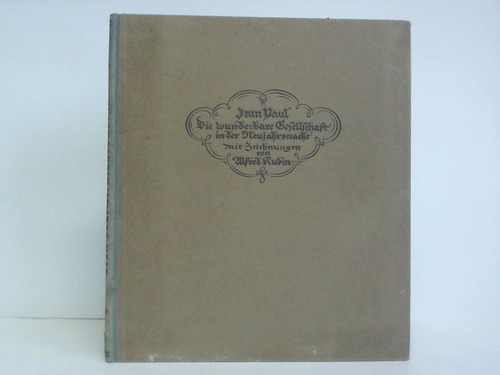 Jean Paul
Die wunderbare Gesellschaft
in der Neujahrsnacht
mit Zeichnungen
von
Alfred Kubin